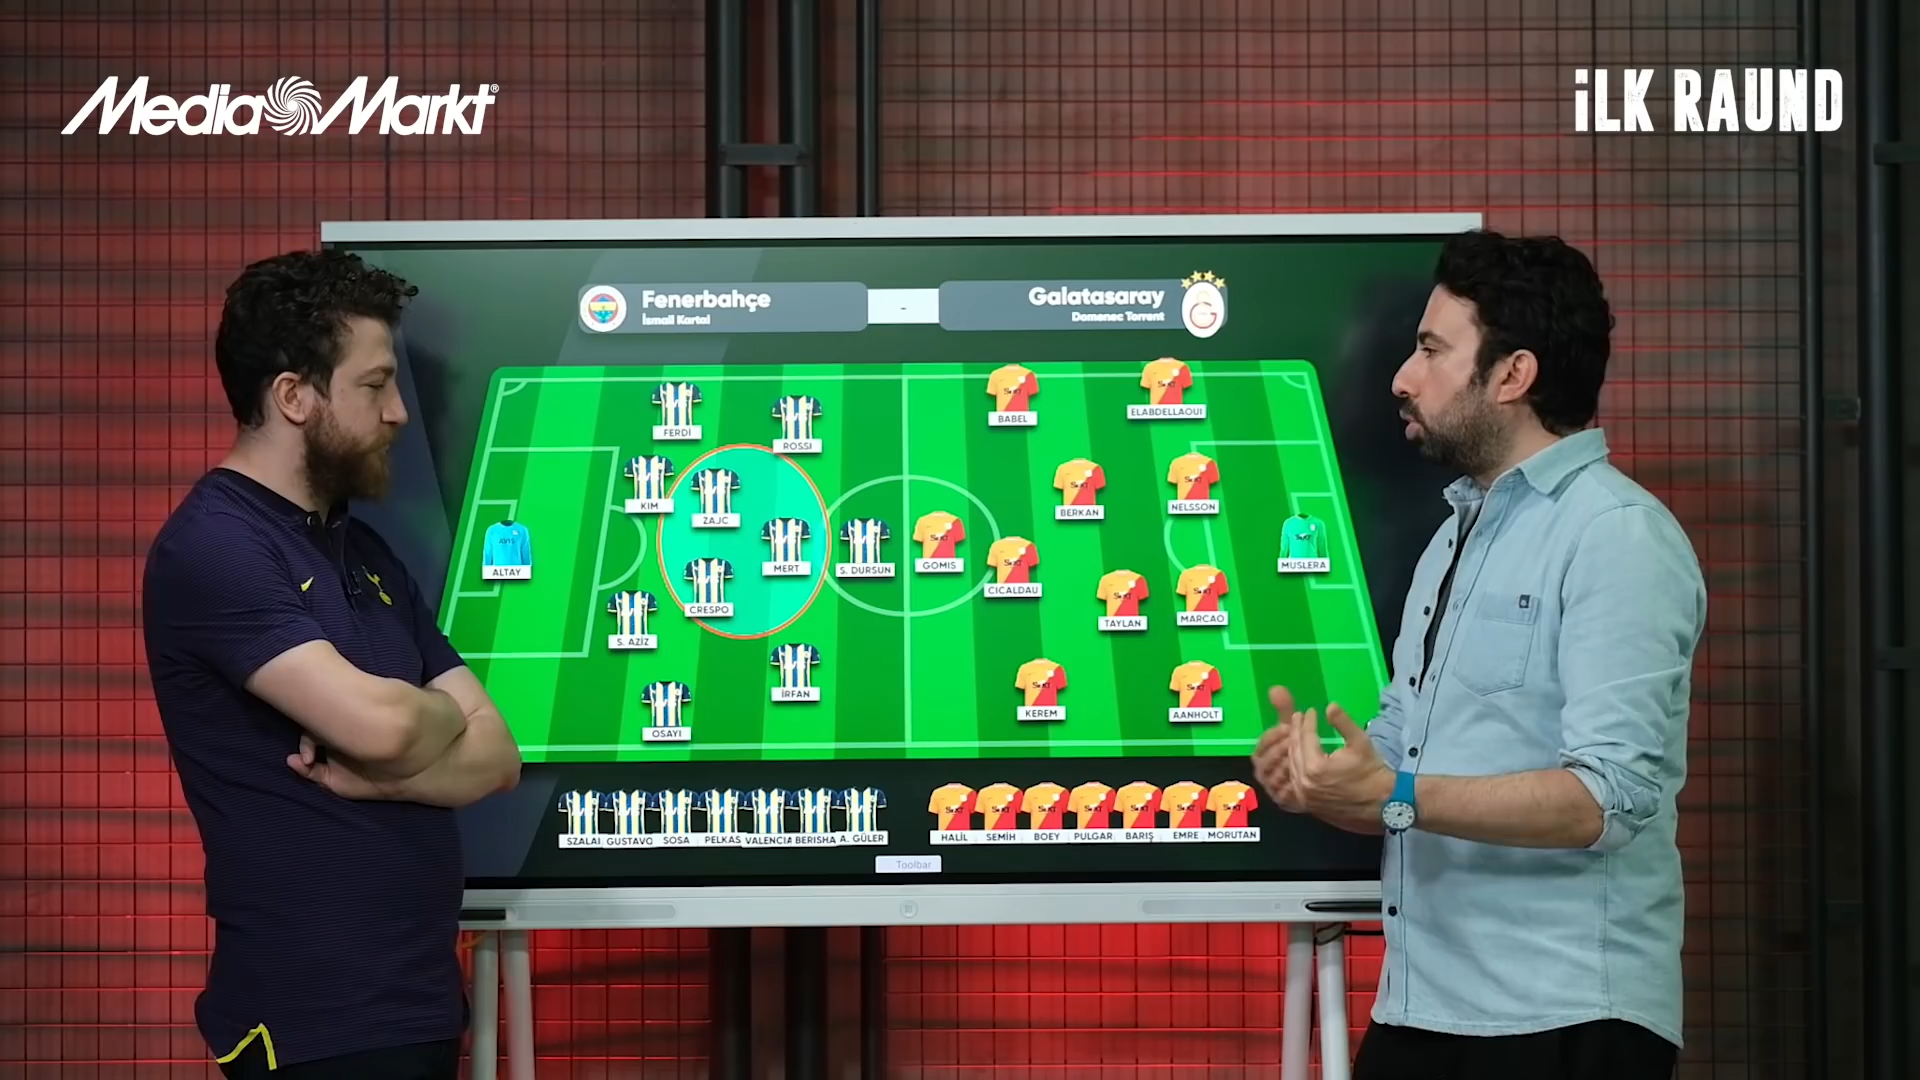 MediaMarkt®
iLK RAUND
Fenerbahçe
İsmail Kartal
-
Galatasaray
Domenec Torrent
FERDİ
ROSSI
BABEL
ELABDELLAOUI
KIM
ZAJC
BERKAN
NELSSON
ALTAY
MERT
S. DURSUN
GOMIS
CICALDAU
MUSLERA
CRESPO
TAYLAN
MARCAO
S. AZİZ
İRFAN
KEREM
AANHOLT
OSAYI
SZALAI GUSTAVO SOSA PELKAS VALENCIA BERISHA A. GÜLER
HALİL SEMİH BOEY PULGAR BARIŞ EMRE MORUTAN
Toolbar